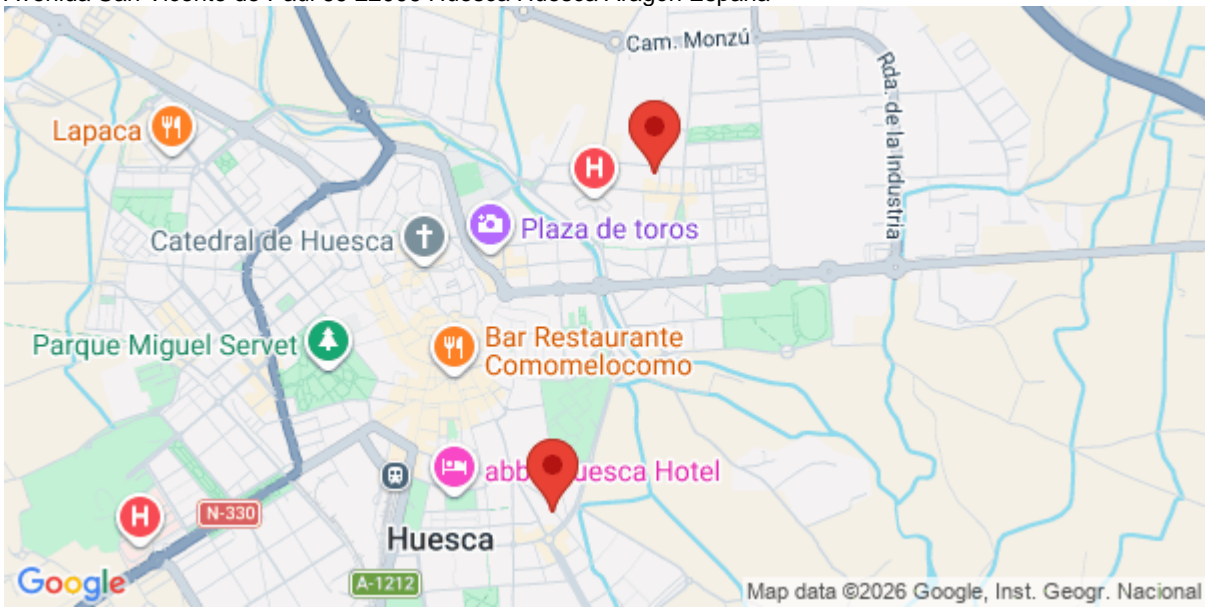 Cam. Monzú
Lapaca
H
Rda. de la Industria
Catedral de Huesca
Plaza de toros
Parque Miguel Servet
Bar Restaurante
Comomelocomo
Huesca Hotel
H
N-330
Huesca
Google
A-1212
Map data ©2026 Google, Inst. Geogr. Nacional